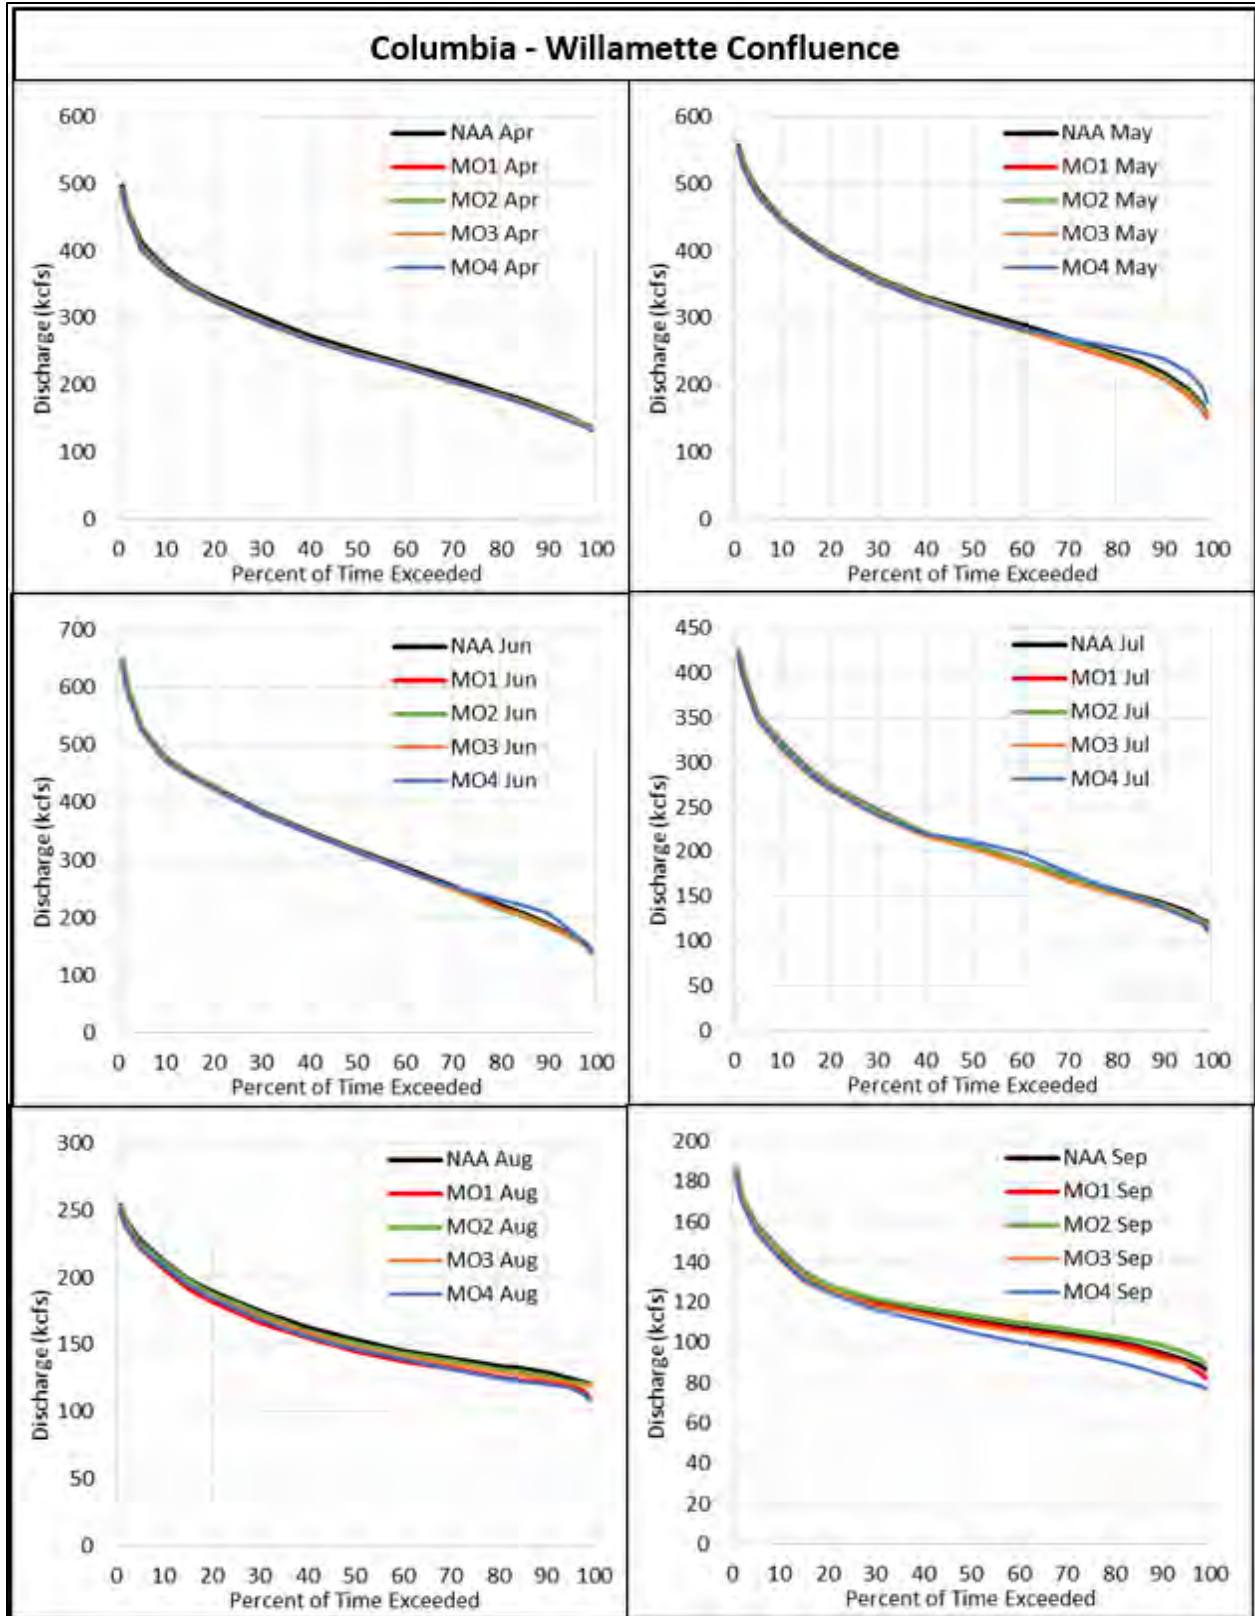 Columbia - Willamette Confluence
600
500
400
300
200
100
0
Discharge (kcfs)
NAA Apr
MO1 Apr
MO2 Apr
MO3 Apr
MO4 Apr
0 10 20 30 40 50 60 70 80 90 100
Percent of Time Exceeded
600
500
400
300
200
100
0
Discharge (kcfs)
NAA May
MO1 May
MO2 May
MO3 May
MO4 May
0 10 20 30 40 50 60 70 80 90 100
Percent of Time Exceeded
700
600
500
400
300
200
100
0
Discharge (kcfs)
NAA Jun
MO1 Jun
MO2 Jun
MO3 Jun
MO4 Jun
0 10 20 30 40 50 60 70 80 90 100
Percent of Time Exceeded
450
400
350
300
250
200
150
100
50
0
Discharge (kcfs)
NAA Jul
MO1 Jul
MO2 Jul
MO3 Jul
MO4 Jul
0 10 20 30 40 50 60 70 80 90 100
Percent of Time Exceeded
300
250
200
150
100
50
0
Discharge (kcfs)
NAA Aug
MO1 Aug
MO2 Aug
MO3 Aug
MO4 Aug
0 10 20 30 40 50 60 70 80 90 100
Percent of Time Exceeded
200
180
160
140
120
100
80
60
40
20
0
Discharge (kcfs)
NAA Sep
MO1 Sep
MO2 Sep
MO3 Sep
MO4 Sep
0 10 20 30 40 50 60 70 80 90 100
Percent of Time Exceeded